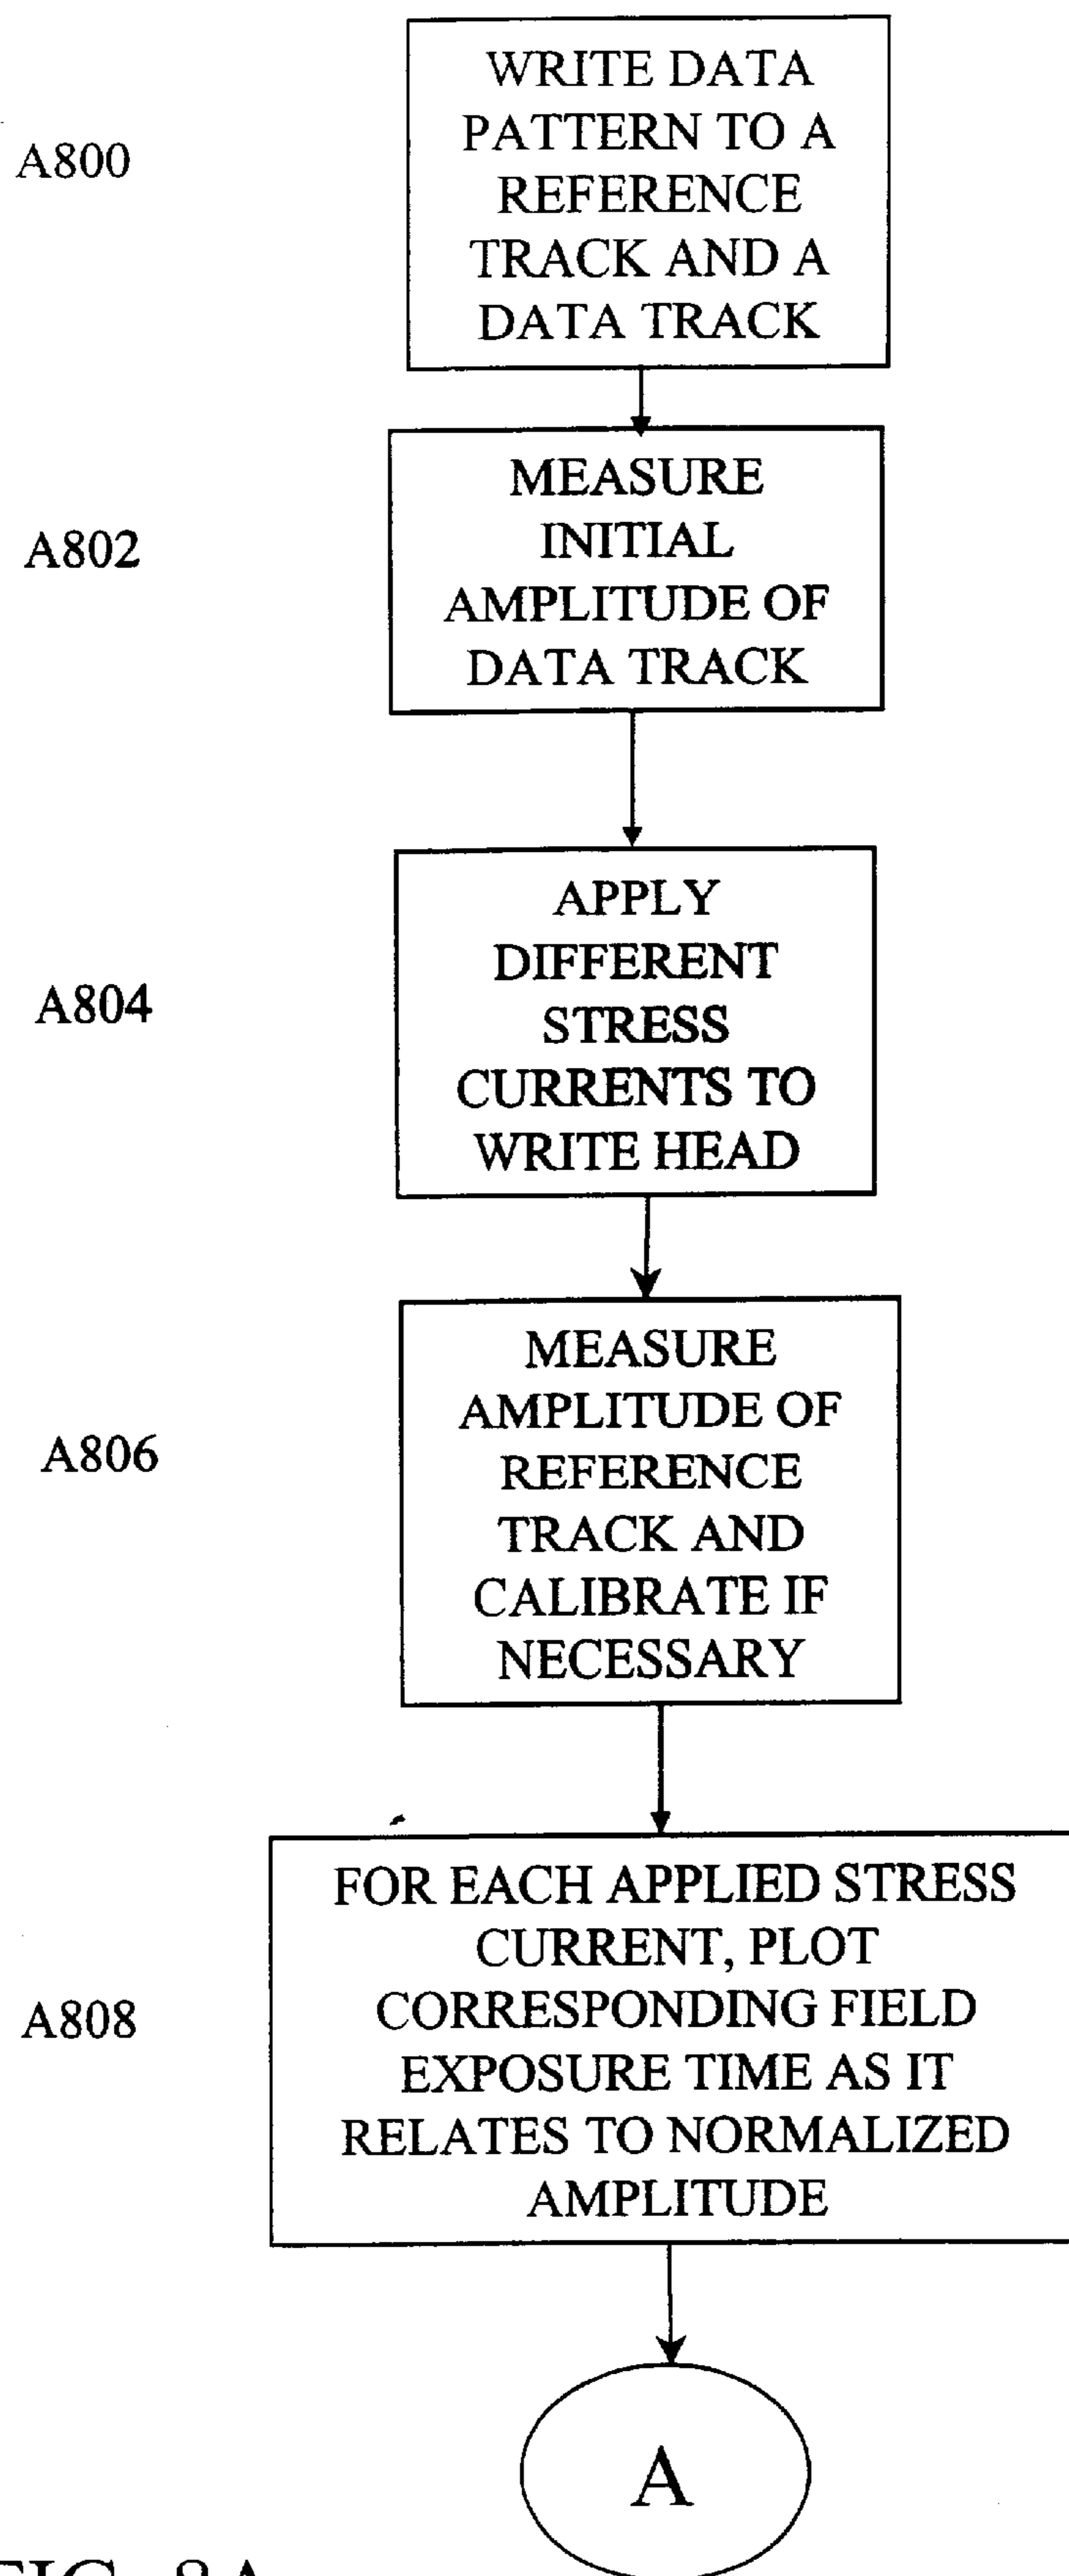 WRITE DATA
PATTERN TO A
REFERENCE
TRACK AND A
DATA TRACK
A800
MEASURE
INITIAL
AMPLITUDE OF
DATA TRACK
A802
APPLY
DIFFERENT
STRESS
CURRENTS TO
WRITE HEAD
A804
MEASURE
AMPLITUDE OF
REFERENCE
TRACK AND
CALIBRATE IF
NECESSARY
A806
FOR EACH APPLIED STRESS
CURRENT, PLOT
CORRESPONDING FIELD
EXPOSURE TIME AS IT
RELATES TO NORMALIZED
AMPLITUDE
A808
A
FIG. 8A